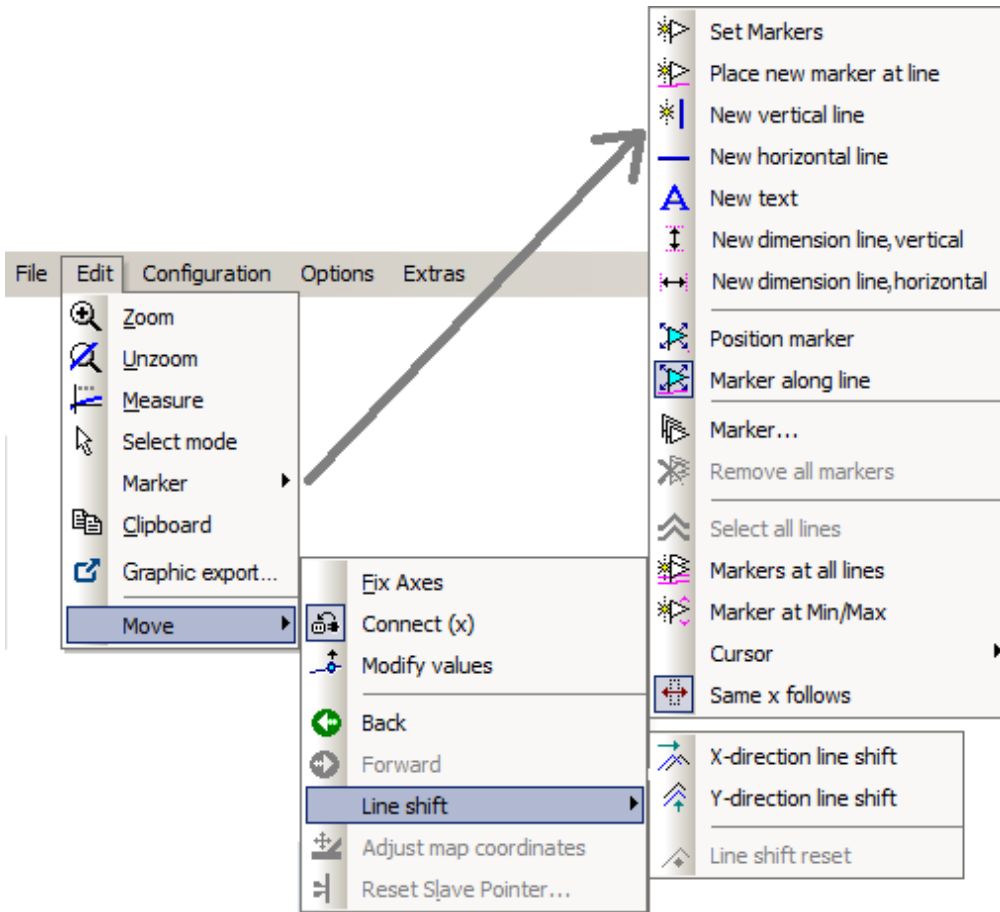 File Edit Configuration Options Extras
Zoom
Unzoom
Measure
Select mode
Marker
Clipboard
Graphic export...
Move
Fix Axes
Connect (x)
Modify values
Back
Forward
Line shift
Adjust map coordinates
Reset Slave Pointer...
Set Markers
Place new marker at line
New vertical line
New horizontal line
New text
New dimension line,vertical
New dimension line,horizontal
Position marker
Marker along line
Marker...
Remove all markers
Select all lines
Markers at all lines
Marker at Min/Max
Cursor
Same x follows
X-direction line shift
Y-direction line shift
Line shift reset